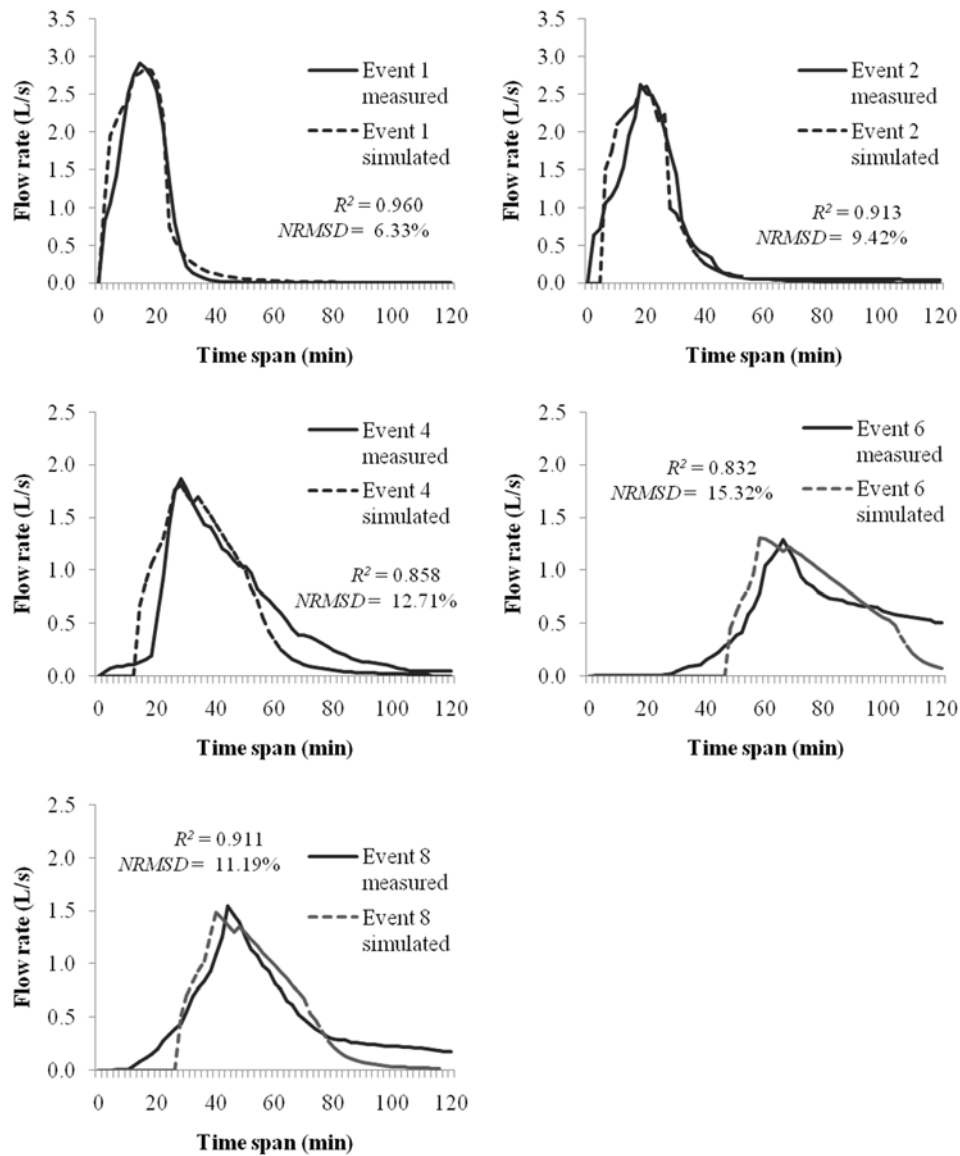 3.5
3.0
2.5
2.0
1.5
1.0
0.5
0.0
Flow rate (L/s)
Event 1
measured
Event 1
simulated
R² = 0.960
NRMSD = 6.33%
0 20 40 60 80 100 120
Time span (min)
3.5
3.0
2.5
2.0
1.5
1.0
0.5
0.0
Flow rate (L/s)
Event 2
measured
Event 2
simulated
R² = 0.913
NRMSD = 9.42%
0 20 40 60 80 100 120
Time span (min)
2.5
2.0
1.5
1.0
0.5
0.0
Flow rate (L/s)
Event 4
measured
Event 4
simulated
R² = 0.858
NRMSD = 12.71%
0 20 40 60 80 100 120
Time span (min)
2.5
2.0
1.5
1.0
0.5
0.0
Flow rate (L/s)
R² = 0.832
NRMSD = 15.32%
Event 6
measured
Event 6
simulated
0 20 40 60 80 100 120
Time span (min)
2.5
2.0
1.5
1.0
0.5
0.0
Flow rate (L/s)
R² = 0.911
NRMSD = 11.19%
Event 8
measured
Event 8
simulated
0 20 40 60 80 100 120
Time span (min)